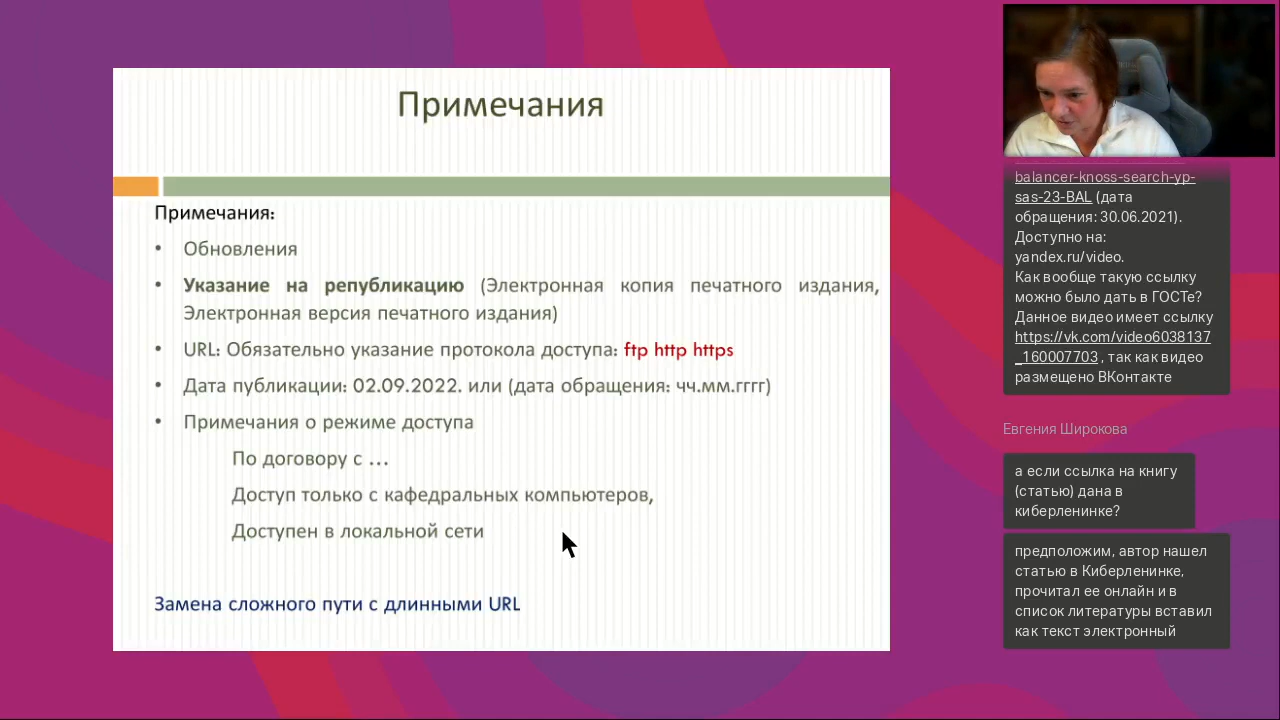 Примечания
Примечания:
• Обновления
• Указание на републикацию (Электронная копия печатного издания,
Электронная версия печатного издания)
• URL: Обязательно указание протокола доступа: ftp http https
• Дата публикации: 02.09.2022. или (дата обращения: чч.мм.гггг)
• Примечания о режиме доступа
По договору с ...
Доступ только с кафедральных компьютеров,
Доступен в локальной сети
Замена сложного пути с длинными URL
balancer-knoss-search-yp-
sas-23-BAL (дата
обращения: 30.06.2021).
Доступно на:
yandex.ru/video.
Как вообще такую ссылку
можно было дать в ГОСТе?
Данное видео имеет ссылку
https://vk.com/video6038137
_160007703 , так как видео
размещено ВКонтакте
Евгения Широкова
а если ссылка на книгу
(статью) дана в
киберленинке?
предположим, автор нашел
статью в Киберленинке,
прочитал ее онлайн и в
список литературы вставил
как текст электронный